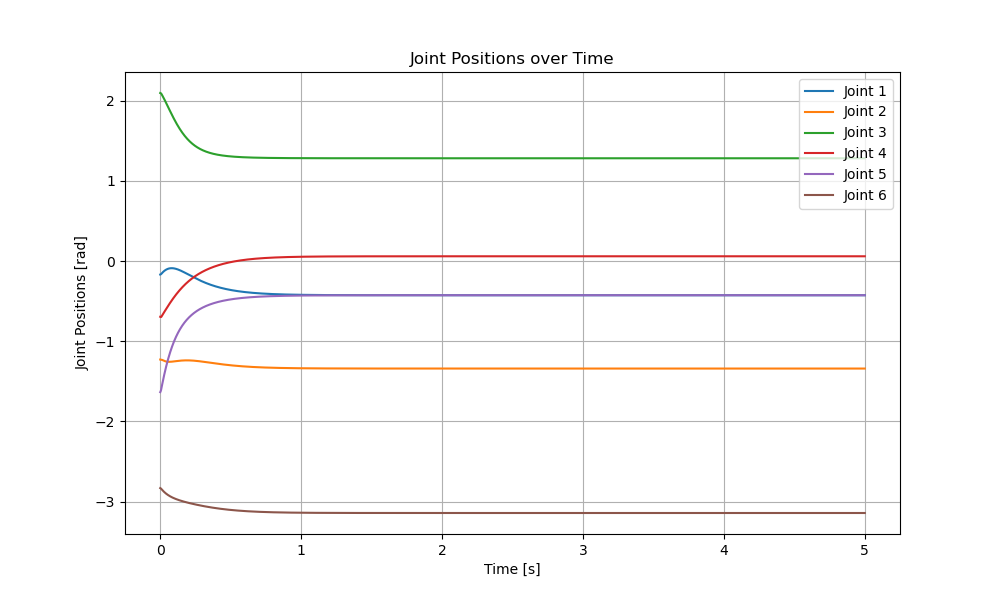 Joint Positions over Time
Joint Positions [rad]
2
1
0
−1
−2
−3
Joint 1
Joint 2
Joint 3
Joint 4
Joint 5
Joint 6
0 1 2 3 4 5
Time [s]